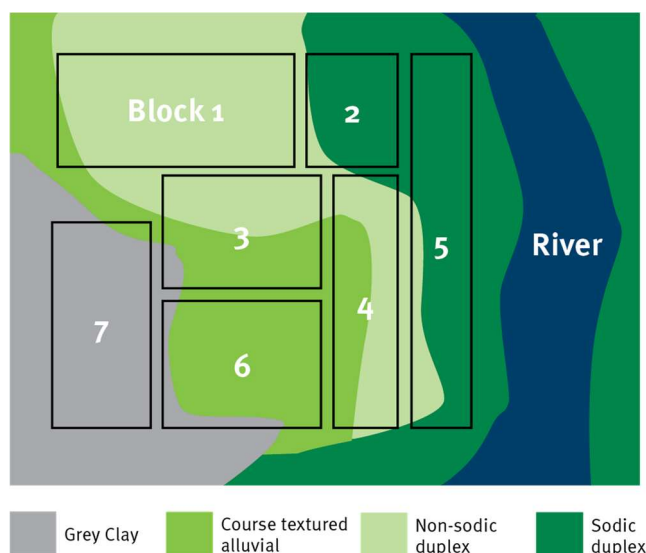 Block 1
2
3
5
River
4
7
6
Grey Clay
Course textured
alluvial
Non-sodic
duplex
Sodic
duplex